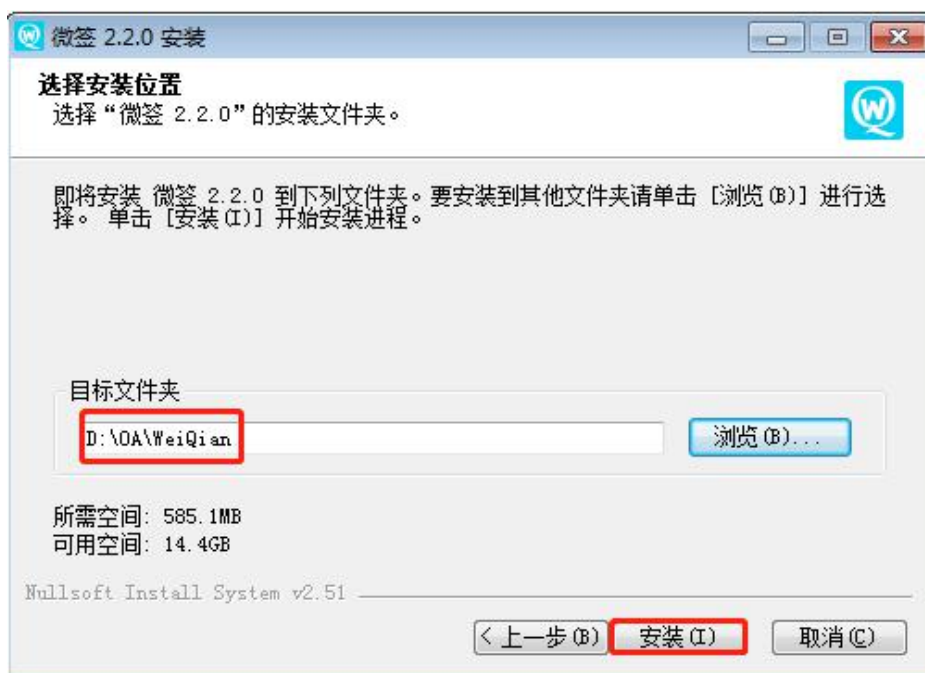 微签 2.2.0 安装
选择安装位置
选择“微签 2.2.0”的安装文件夹。
即将安装 微签 2.2.0 到下列文件夹。要安装到其他文件夹请单击 [浏览(B)] 进行选
择。 单击 [安装(I)] 开始安装进程。
目标文件夹
D:\OA\WeiQian
浏览(B)...
所需空间: 585.1MB
可用空间: 14.4GB
Nullsoft Install System v2.51
< 上一步(B)
安装(I)
取消(C)